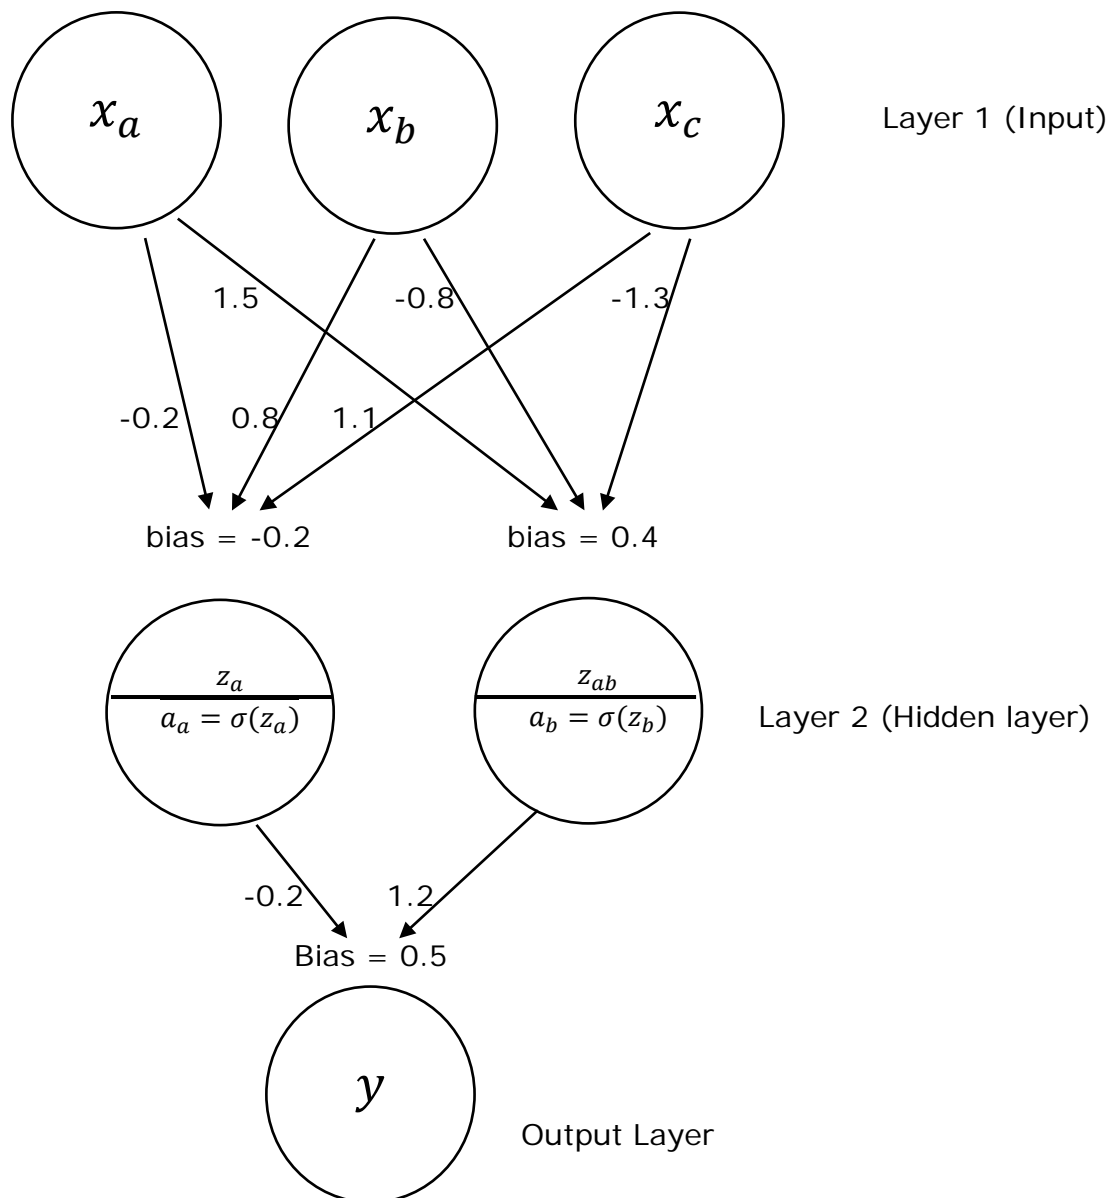 x_a x_b x_c Layer 1 (Input)
1.5 -0.8 -1.3
-0.2 0.8 1.1
bias = -0.2 bias = 0.4
z_a z_ab
a_a = σ(z_a) a_b = σ(z_b) Layer 2 (Hidden layer)
-0.2 1.2
Bias = 0.5
y
Output Layer